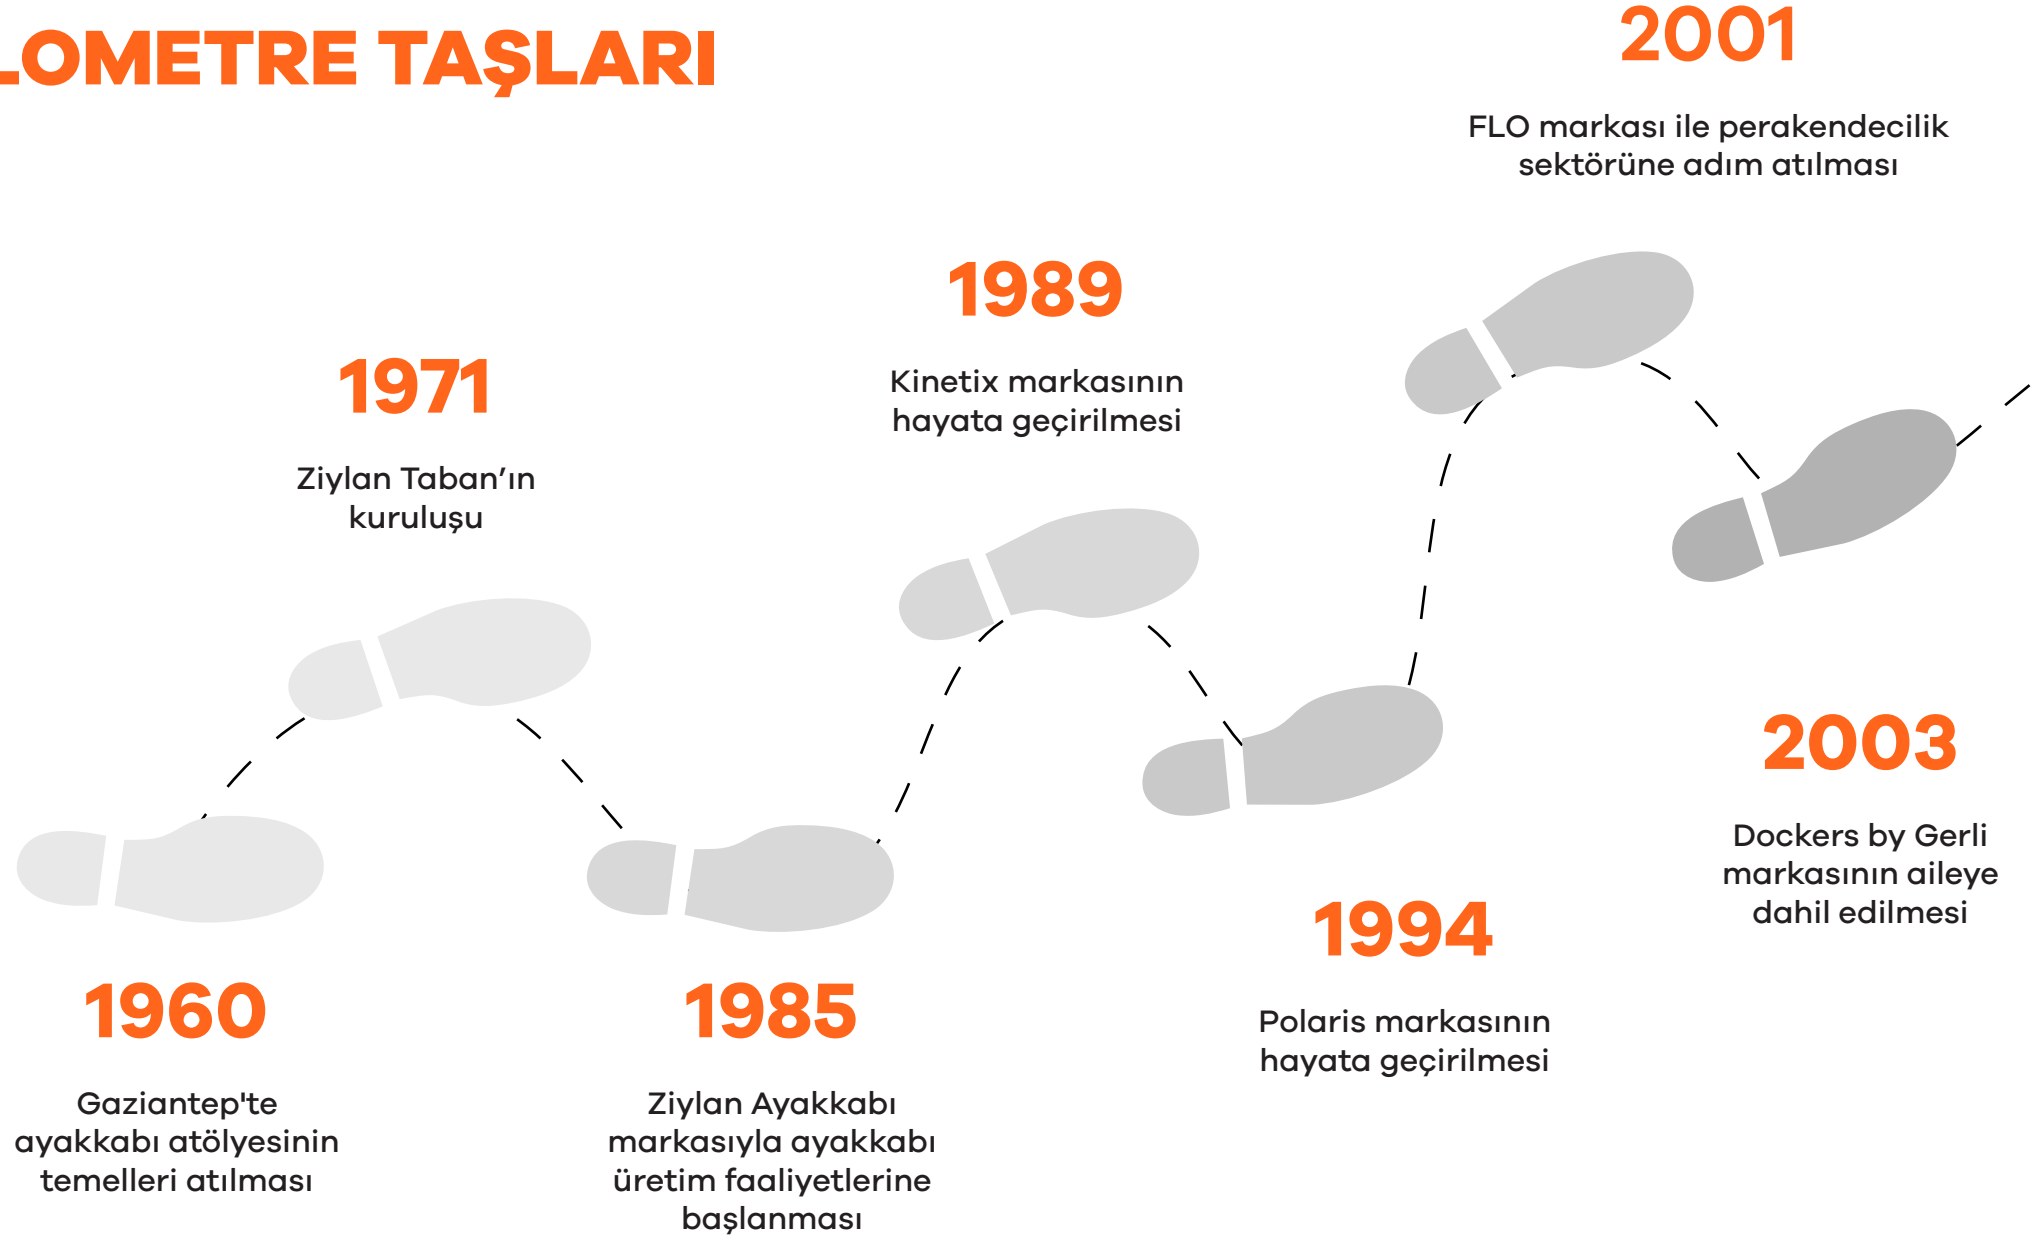 LOMETRE TAŞLARI
1960
Gaziantep'te
ayakkabı atölyesinin
temelleri atılması
1971
Ziylan Taban’ın
kuruluşu
1985
Ziylan Ayakkabı
markasıyla ayakkabı
üretim faaliyetlerine
başlanması
1989
Kinetix markasının
hayata geçirilmesi
1994
Polaris markasının
hayata geçirilmesi
2001
FLO markası ile perakendecilik
sektörüne adım atılması
2003
Dockers by Gerli
markasının aileye
dahil edilmesi